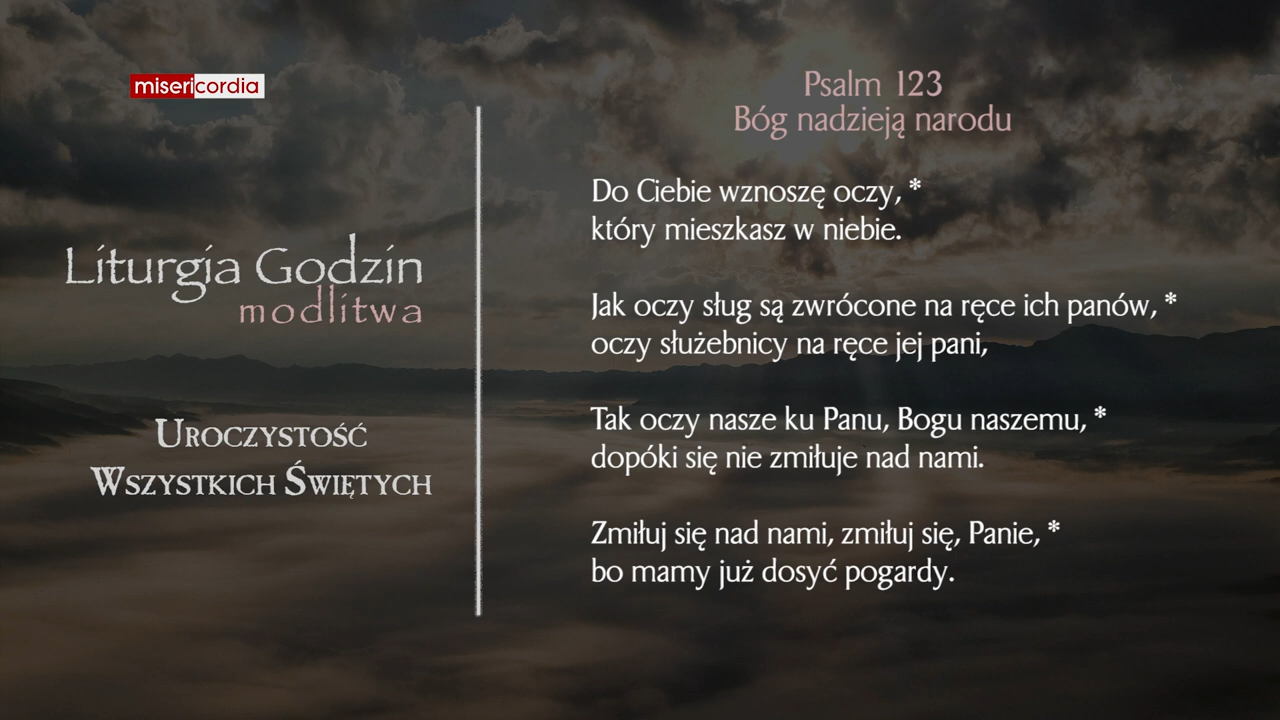 misericordia
Liturgia Godzin
modlitwa
Uroczystość
Wszystkich Świętych
Psalm 123
Bóg nadzieją narodu
Do Ciebie wznoszę oczy, *
który mieszkasz w niebie.
Jak oczy sług są zwrócone na ręce ich panów, *
oczy służebnicy na ręce jej pani,
Tak oczy nasze ku Panu, Bogu naszemu, *
dopóki się nie zmiłuje nad nami.
Zmiłuj się nad nami, zmiłuj się, Panie, *
bo mamy już dosyć pogardy.